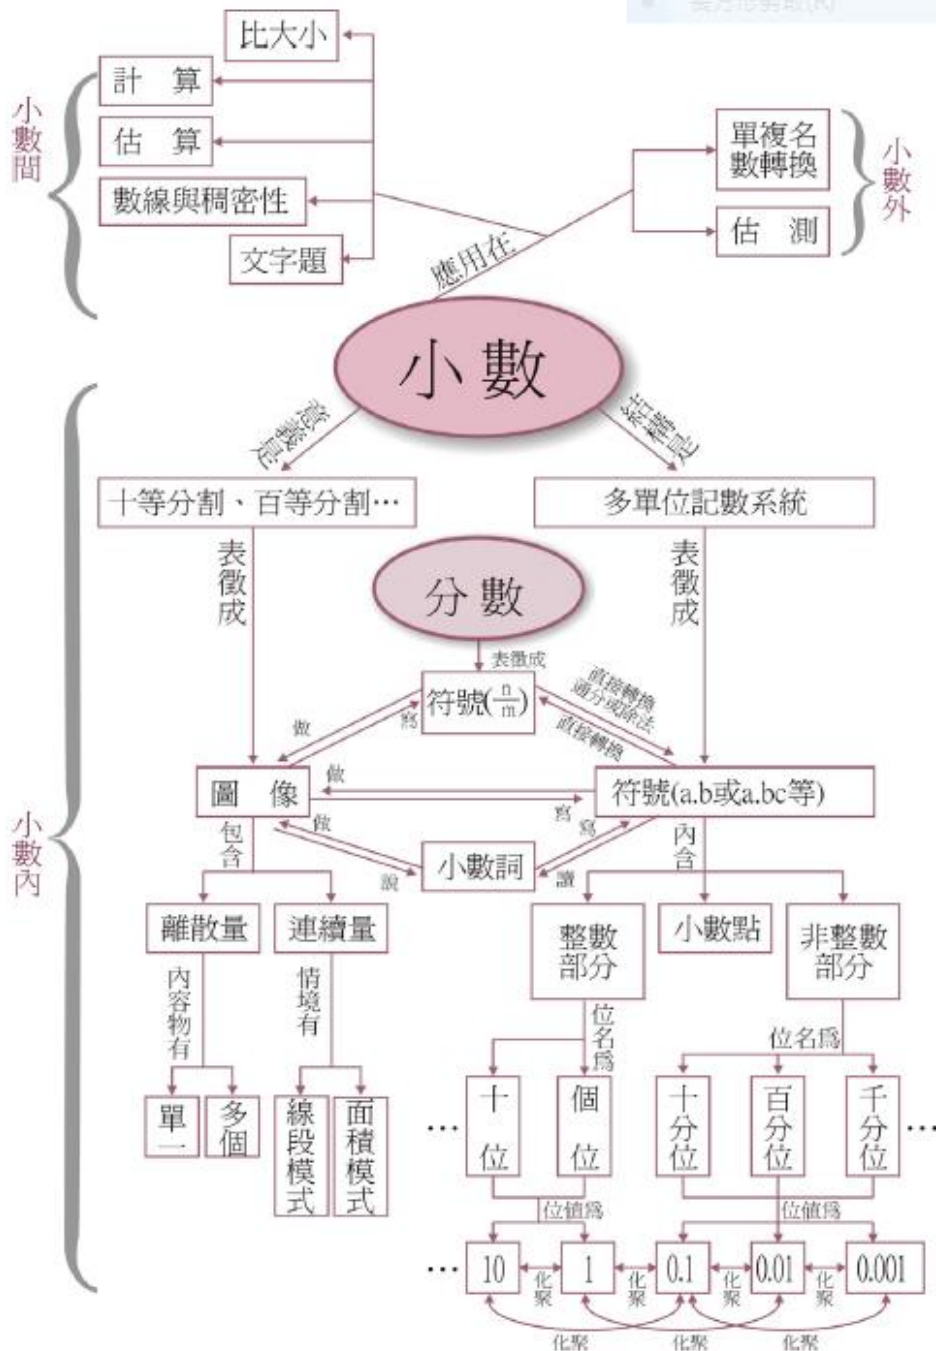 長方形剪取(R)
比大小
計 算
估 算
數線與稠密性
文字題
小數間
單複名
數轉換
估 測
小數外
應用在
小 數
意義是
結構是
十等分割、百等分割…
多單位記數系統
表徵成
分 數
表徵成
表徵成
符號(n/m)
直接轉換
通分或除法
直接轉換
做
寫
圖 像
做
寫
符號(a.b或a.bc等)
小數內
包含
做
說
小數詞
寫
讀
內含
離散量
連續量
整數
部分
小數點
非整數
部分
內容物有
情境有
位名為
位名為
單一
多個
線段模式
面積模式
…
十位
個位
十分位
百分位
千分位
…
位值為
位值為
…
10
化聚
1
化聚
0.1
化聚
0.01
化聚
0.001
化聚
化聚
化聚